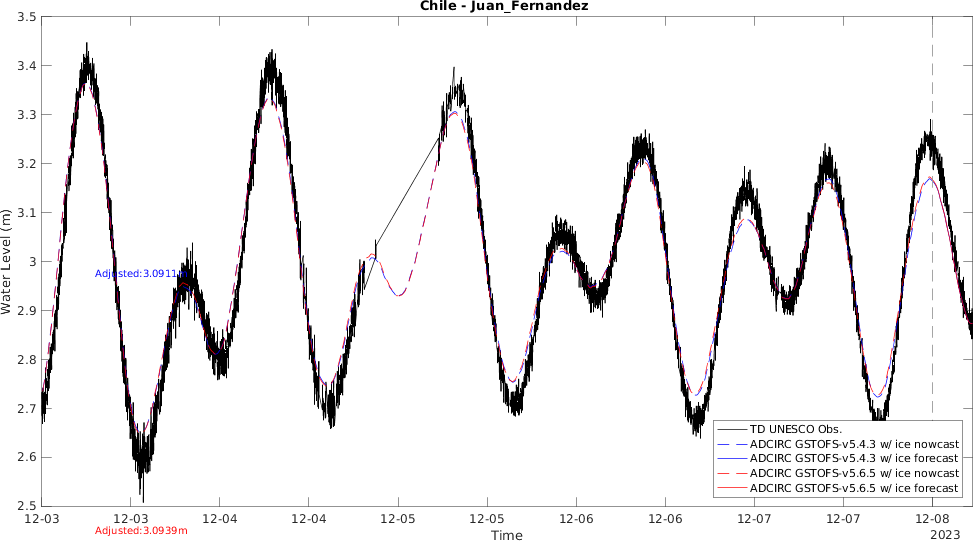 Chile - Juan_Fernandez
3.5
3.4
3.3
3.2
3.1
3
2.9
2.8
2.7
2.6
2.5
Water Level (m)
Adjusted:3.0911m
TD UNESCO Obs.
ADCIRC GSTOFS-v5.4.3 w/ ice nowcast
ADCIRC GSTOFS-v5.4.3 w/ ice forecast
ADCIRC GSTOFS-v5.6.5 w/ ice nowcast
ADCIRC GSTOFS-v5.6.5 w/ ice forecast
12-03 12-03 12-04 12-04 12-05 12-05 12-06 12-06 12-07 12-07 12-08
Adjusted:3.0939m
Time
2023